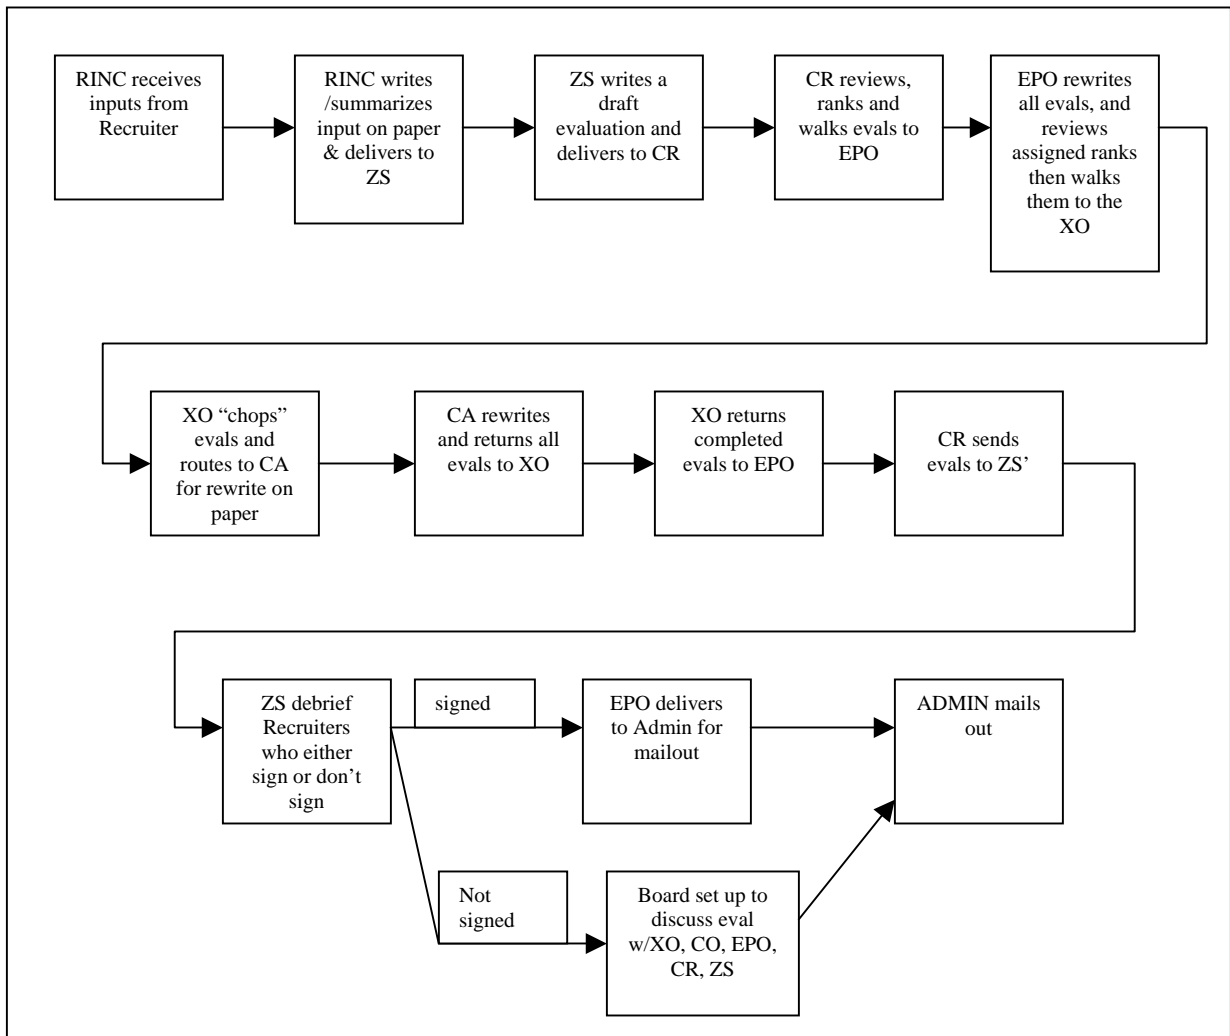 RINC receives
inputs from
Recruiter
RINC writes
/summarizes
input on paper
& delivers to
ZS
ZS writes a
draft
evaluation and
delivers to CR
CR reviews,
ranks and
walks evals to
EPO
EPO rewrites
all evals, and
reviews
assigned ranks
then walks
them to the
XO
XO “chops”
evals and
routes to CA
for rewrite on
paper
CA rewrites
and returns all
evals to XO
XO returns
completed
evals to EPO
CR sends
evals to ZS’
ZS debrief
Recruiters
who either
sign or don’t
sign
signed
EPO delivers
to Admin for
mailout
ADMIN mails
out
Not
signed
Board set up to
discuss eval
w/XO, CO, EPO,
CR, ZS